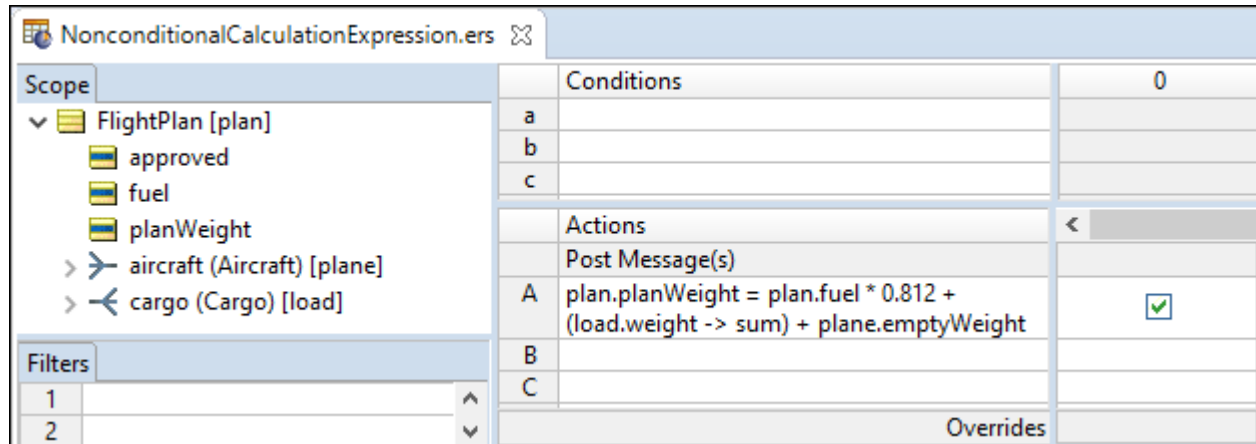 NonconditionalCalculationExpression.ers
Scope
FlightPlan [plan]
approved
fuel
planWeight
aircraft (Aircraft) [plane]
cargo (Cargo) [load]
Filters
1
2
Conditions 0
a
b
c
Actions
Post Message(s)
A plan.planWeight = plan.fuel * 0.812 +
(load.weight -> sum) + plane.emptyWeight
B
C
Overrides